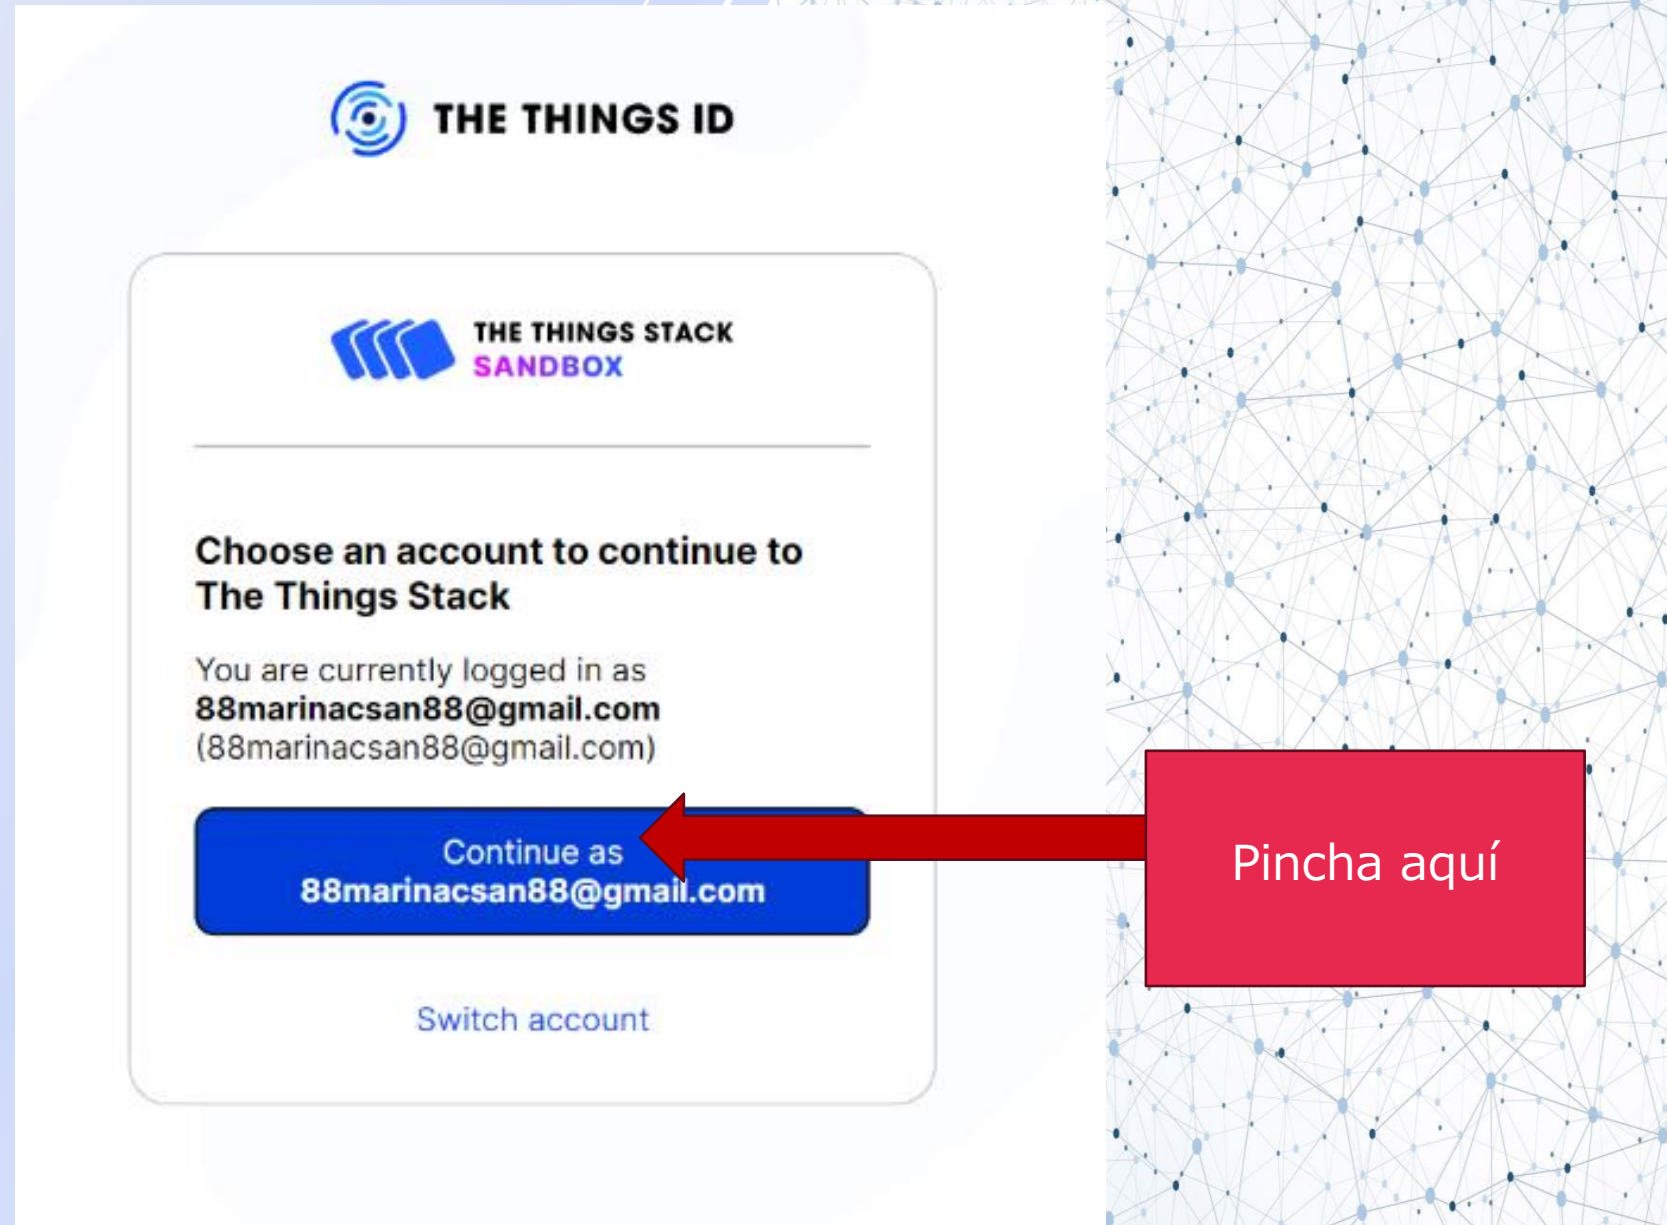 THE THINGS ID
THE THINGS STACK
SANDBOX
Choose an account to continue to
The Things Stack
You are currently logged in as
88marinacsan88@gmail.com
(88marinacsan88@gmail.com)
Continue as
88marinacsan88@gmail.com
Switch account
Pincha aquí